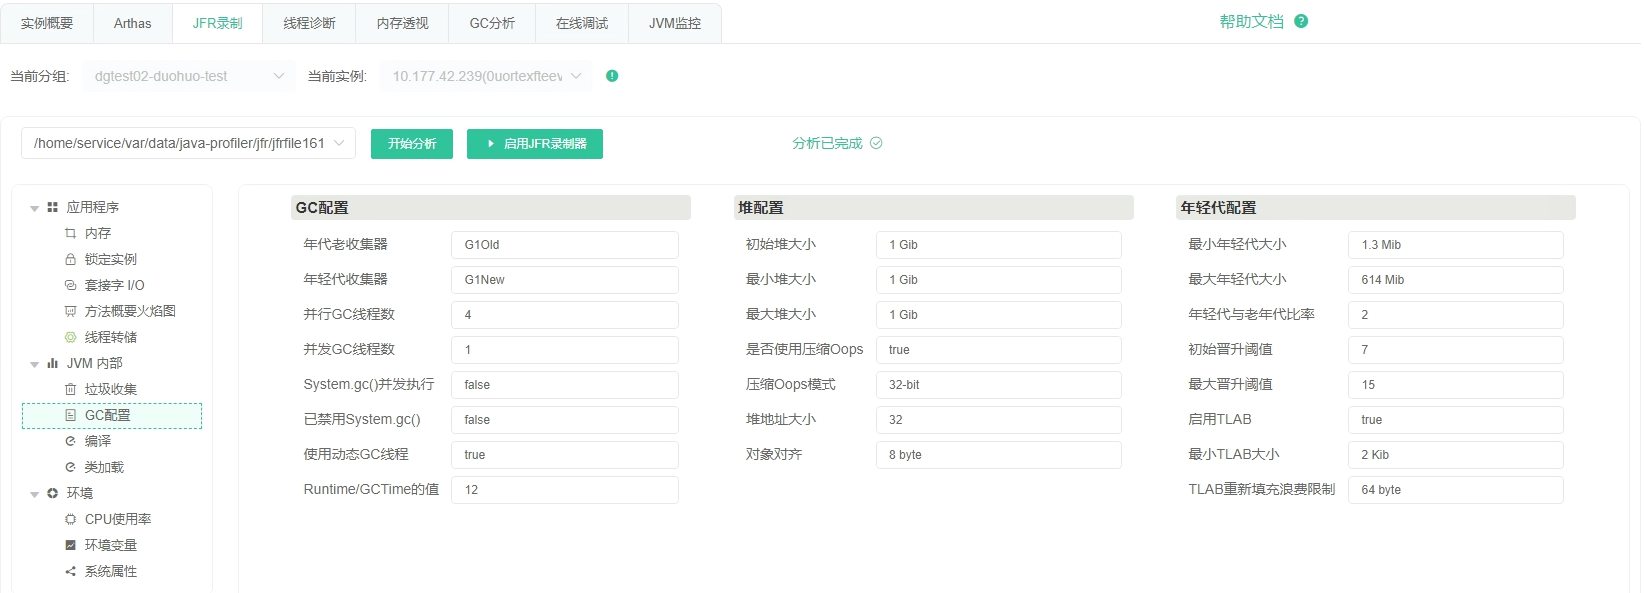 实例概要 Arthas JFR录制 线程诊断 内存透视 GC分析 在线调试 JVM监控 帮助文档 ?
当前分组: dgtest02-duohuo-test 当前实例: 10.177.42.239(0uortexfteev
/home/service/var/data/java-profiler/jfr/jfrfile161 开始分析 启用JFR录制器 分析已完成
应用程序
内存
锁定实例
套接字 I/O
方法概要火焰图
线程转储
JVM 内部
垃圾收集
GC配置
编译
类加载
环境
CPU使用率
环境变量
系统属性
GC配置
年代老收集器 G1Old
年轻代收集器 G1New
并行GC线程数 4
并发GC线程数 1
System.gc()并发执行 false
已禁用System.gc() false
使用动态GC线程 true
Runtime/GCTime的值 12
堆配置
初始堆大小 1 Gib
最小堆大小 1 Gib
最大堆大小 1 Gib
是否使用压缩Oops true
压缩Oops模式 32-bit
堆地址大小 32
对象对齐 8 byte
年轻代配置
最小年轻代大小 1.3 Mib
最大年轻代大小 614 Mib
年轻代与老年代比率 2
初始晋升阈值 7
最大晋升阈值 15
启用TLAB true
最小TLAB大小 2 Kib
TLAB重新填充浪费限制 64 byte